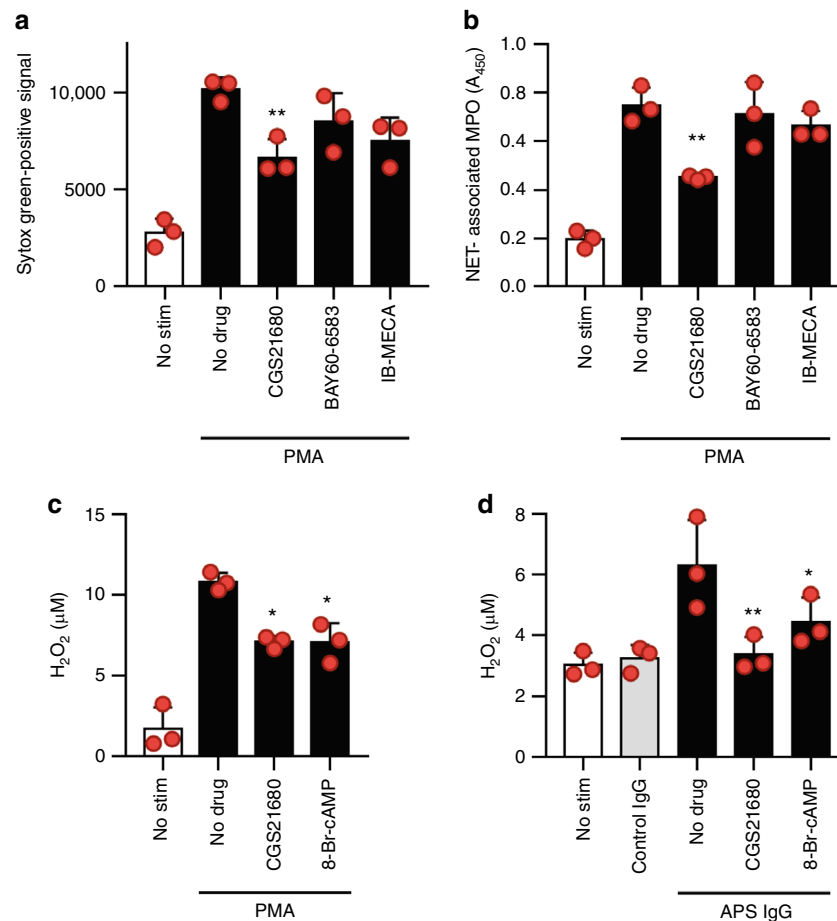 a
Sytox green-positive signal
10,000
5000
0
**
No stim
No drug
CGS21680
BAY60-6583
IB-MECA
PMA
b
NET- associated MPO (A450)
1.0
0.8
0.4
0.4
0.2
0.0
**
No stim
No drug
CGS21680
BAY60-6583
IB-MECA
PMA
c
H2O2 (μM)
15
10
5
0
*
*
No stim
No drug
CGS21680
8-Br-cAMP
PMA
d
H2O2 (μM)
8
6
4
2
0
**
*
No stim
Control IgG
No drug
CGS21680
8-Br-cAMP
APS IgG